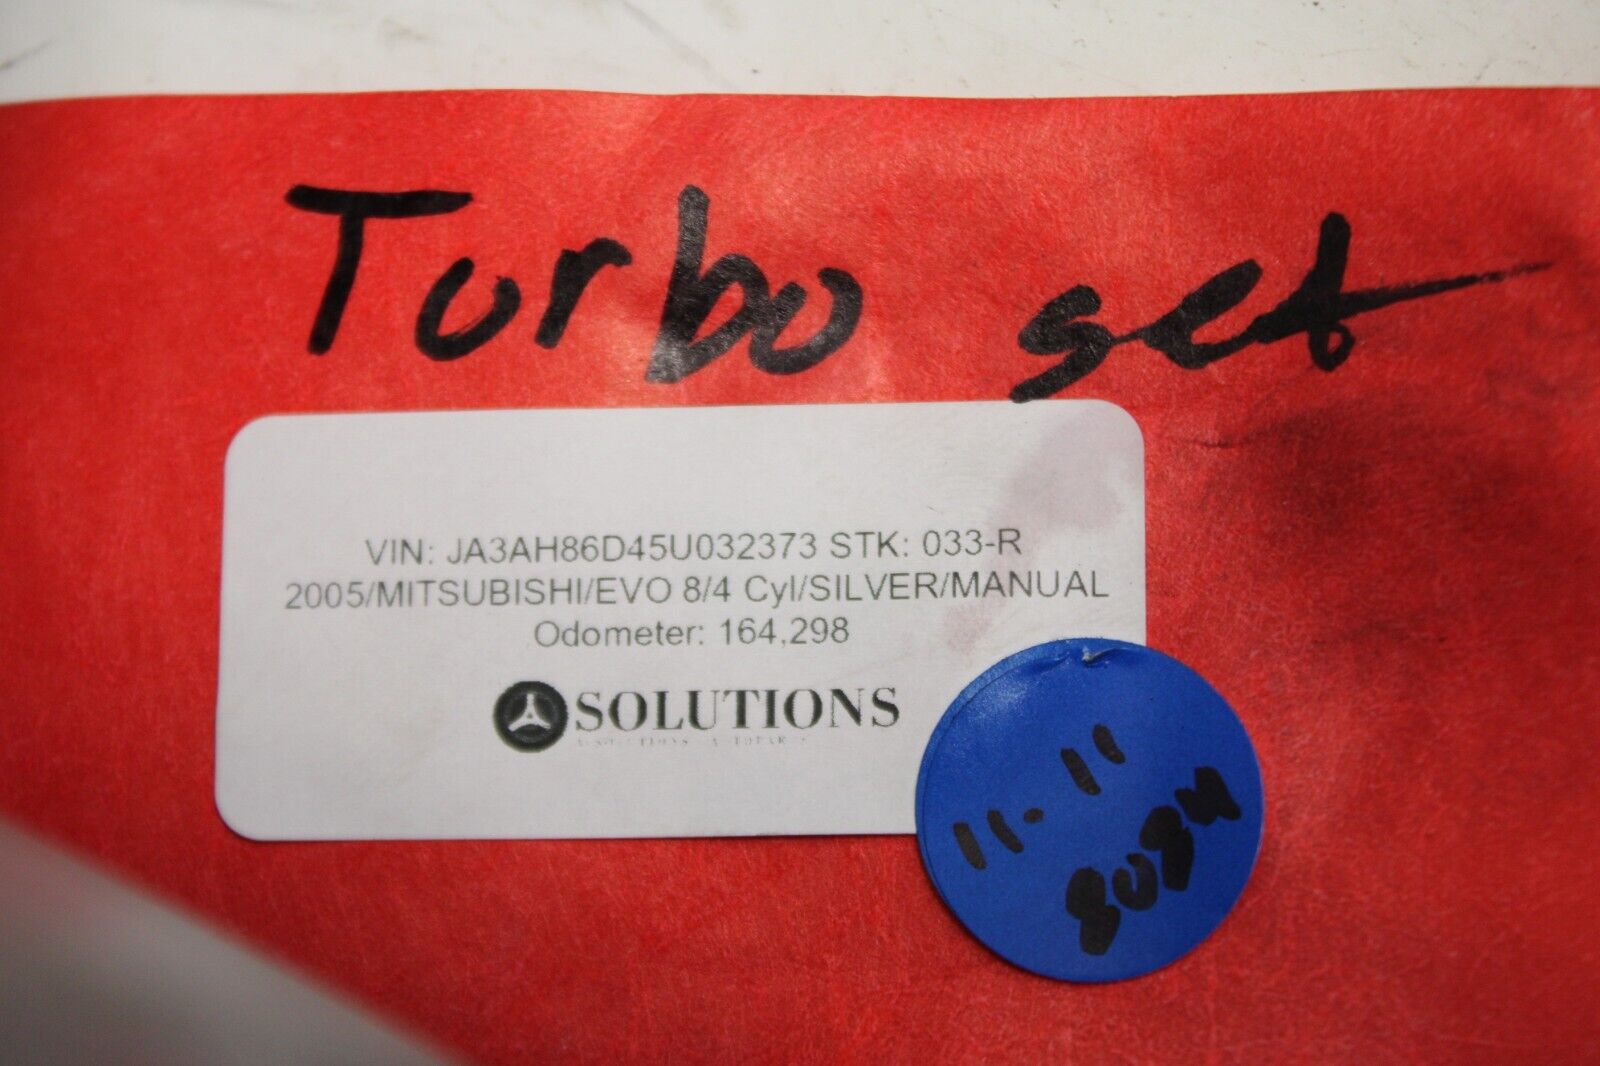 Turbo set
VIN: JA3AH86D45U032373 STK: 033-R
2005/MITSUBISHI/EVO 8/4 Cyl/SILVER/MANUAL
Odometer: 164,298
SOLUTIONS
11-11